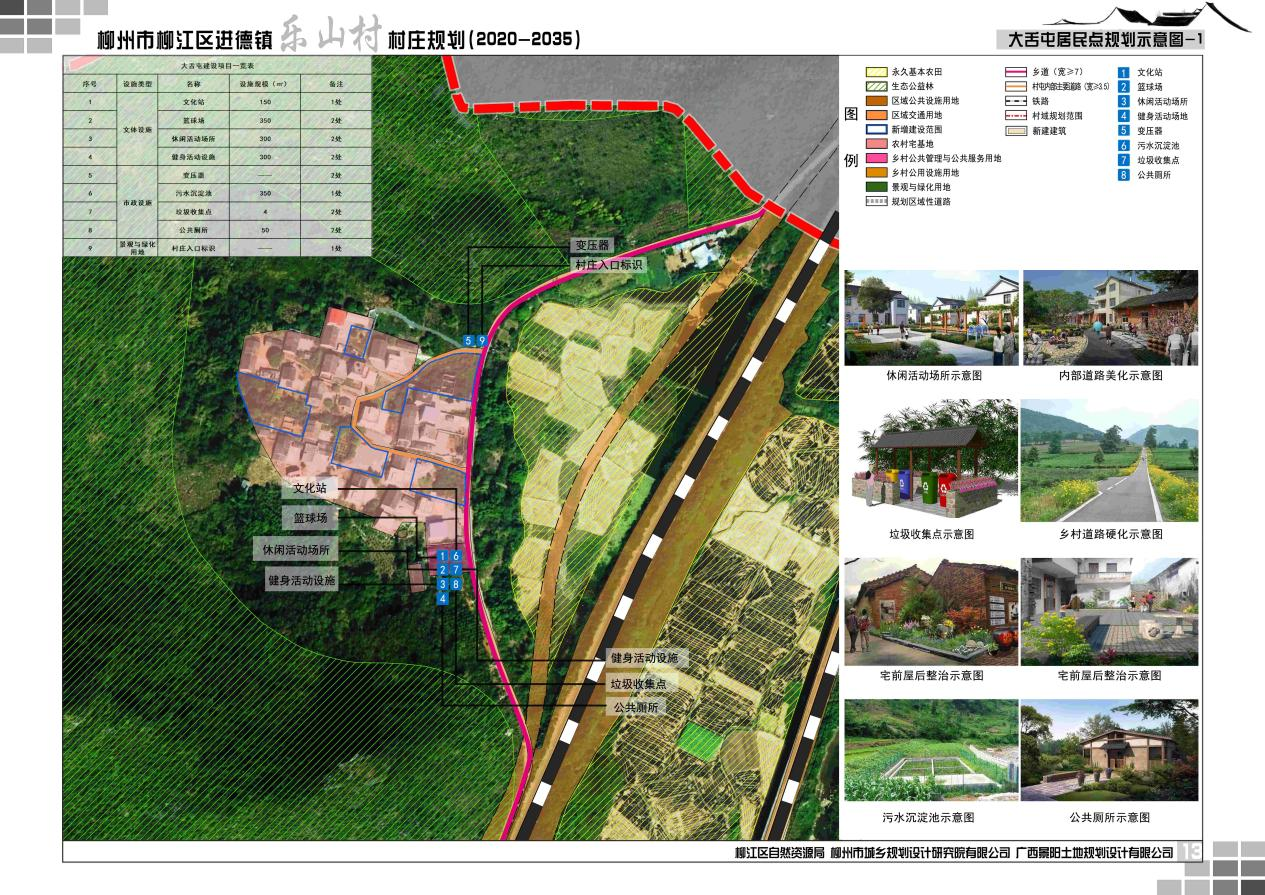 柳州市柳江区进德镇 乐山村 村庄规划(2020-2035)
大舌屯居民点规划示意图-1
大舌屯建设项目一览表
序号 设施类型 名称 设施规模(㎡) 备注
1 文体设施 文化站 150 1处
2 篮球场 350 2处
3 休闲活动场所 300 2处
4 健身活动设施 300 2处
5 市政设施 变压器 —— 2处
6 污水沉淀池 350 1处
7 垃圾收集点 4 2处
8 公共厕所 50 2处
9 景观与绿化用地 村庄入口标识 —— 1处
变压器
村庄入口标识
5 9
文化站
篮球场
休闲活动场所
健身活动设施
1 6
2 7
3 8
4
健身活动设施
垃圾收集点
公共厕所
图例
永久基本农田
生态公益林
区域公共设施用地
区域交通用地
新增建设范围
农村宅基地
乡村公共管理与公共服务用地
乡村公用设施用地
景观与绿化用地
规划区域性道路
乡道(宽≥7)
村屯内部主要道路(宽≥3.5)
铁路
村域规划范围
新建建筑
1 文化站
2 篮球场
3 休闲活动场所
4 健身活动场地
5 变压器
6 污水沉淀池
7 垃圾收集点
8 公共厕所
休闲活动场所示意图
内部道路美化示意图
垃圾收集点示意图
乡村道路硬化示意图
宅前屋后整治示意图
宅前屋后整治示意图
污水沉淀池示意图
公共厕所示意图
柳江区自然资源局 柳州市城乡规划设计研究院有限公司 广西景阳土地规划设计有限公司
13